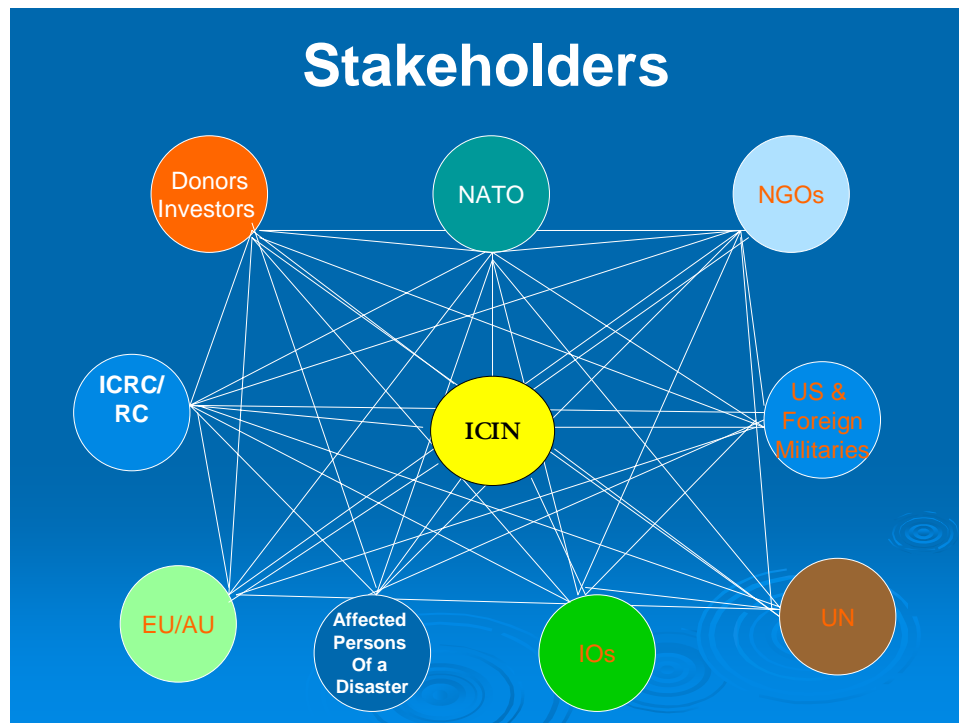 Stakeholders
Donors
Investors
NATO
NGOs
ICRC/
RC
ICIN
US &
Foreign
Militaries
EU/AU
Affected
Persons
Of a
Disaster
IOs
UN